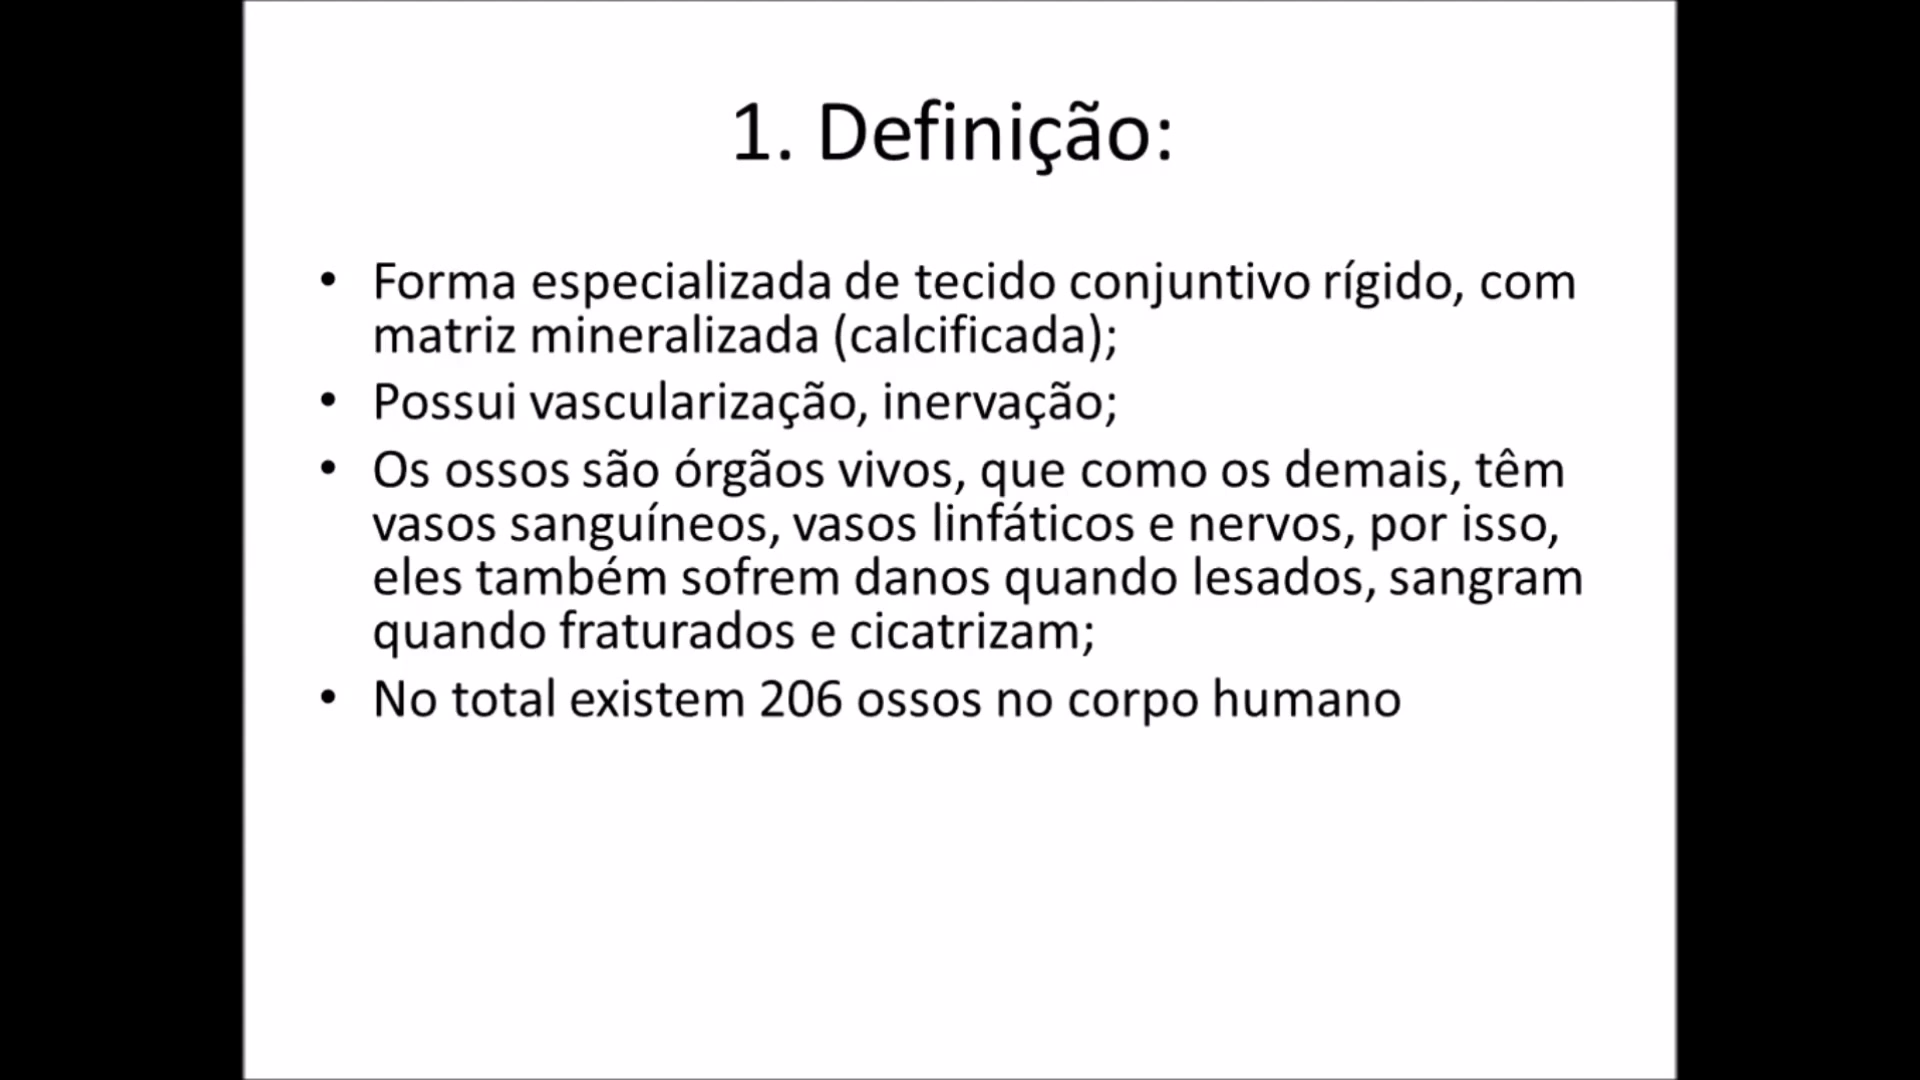 1. Definição:
• Forma especializada de tecido conjuntivo rígido, com
matriz mineralizada (calcificada);
• Possui vascularização, inervação;
• Os ossos são órgãos vivos, que como os demais, têm
vasos sanguíneos, vasos linfáticos e nervos, por isso,
eles também sofrem danos quando lesados, sangram
quando fraturados e cicatrizam;
• No total existem 206 ossos no corpo humano